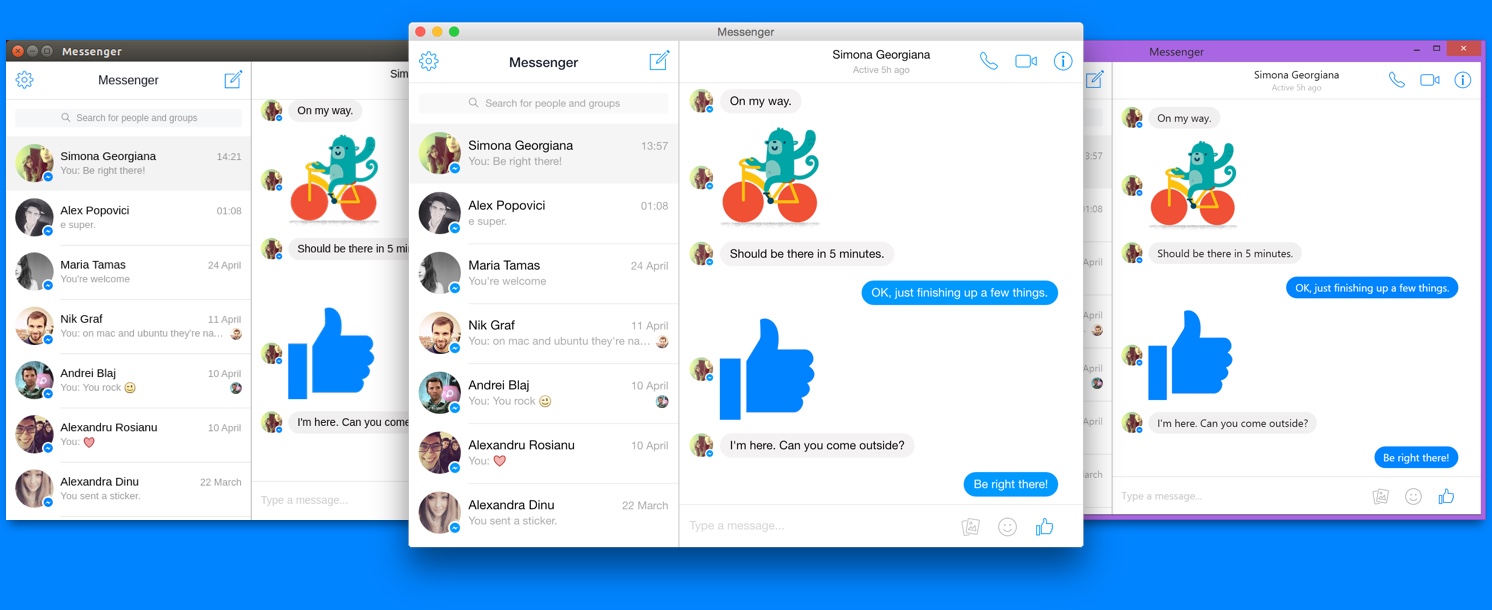 Messenger
Messenger
Search for people and groups
Simona Georgiana 14:21
You: Be right there!
Alex Popovici 01:08
e super.
Maria Tamas 24 April
You're welcome
Nik Graf 11 April
You: on mac and ubuntu they're na...
Andrei Blaj 10 April
You: You rock
Alexandru Rosianu 10 April
You:
Alexandra Dinu 22 March
You sent a sticker.
Sim
On my way.
Should be there in 5 mi
I'm here. Can you come
Type a message...
Messenger
Messenger
Search for people and groups
Simona Georgiana 13:57
You: Be right there!
Alex Popovici 01:08
e super.
Maria Tamas 24 April
You're welcome
Nik Graf 11 April
You: on mac and ubuntu they're na...
Andrei Blaj 10 April
You: You rock
Alexandru Rosianu 10 April
You:
Alexandra Dinu 22 March
You sent a sticker.
Simona Georgiana
Active 5h ago
On my way.
Should be there in 5 minutes.
OK, just finishing up a few things.
I'm here. Can you come outside?
Be right there!
Type a message...
Messenger
3:57
01:08
April
April
April
April
arch
Simona Georgiana
Active 5h ago
On my way.
Should be there in 5 minutes.
OK, just finishing up a few things.
I'm here. Can you come outside?
Be right there!
Type a message...